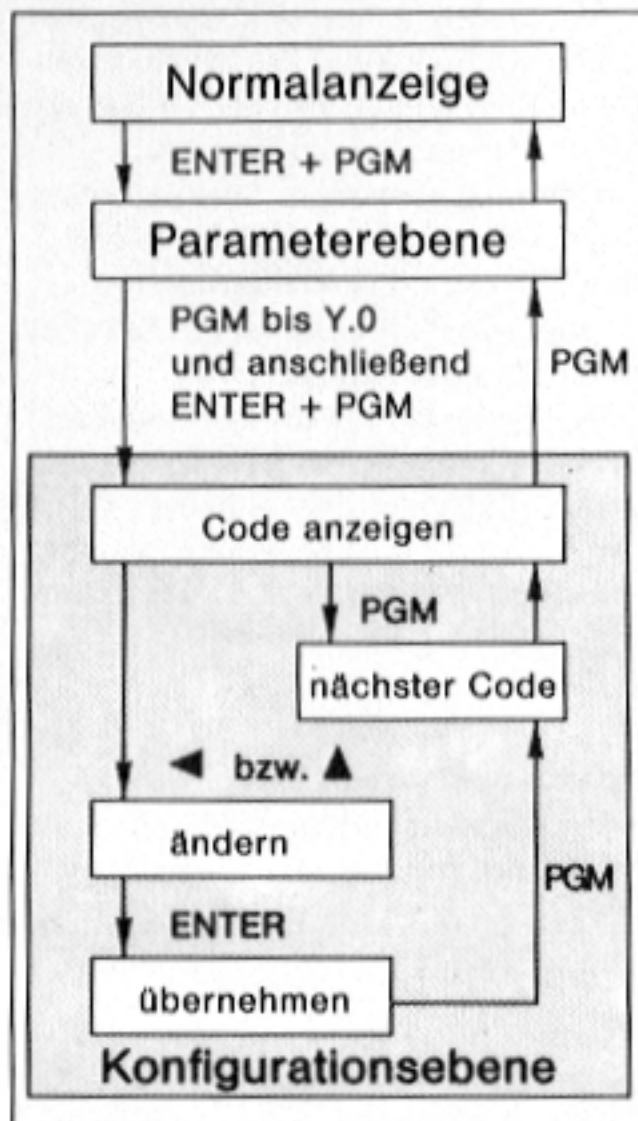 Normalanzeige
ENTER + PGM
Parameterebene
PGM bis Y.0
und anschließend
ENTER + PGM
PGM
Code anzeigen
PGM
nächster Code
◄ bzw. ▲
ändern
PGM
ENTER
übernehmen
Konfigurationsebene